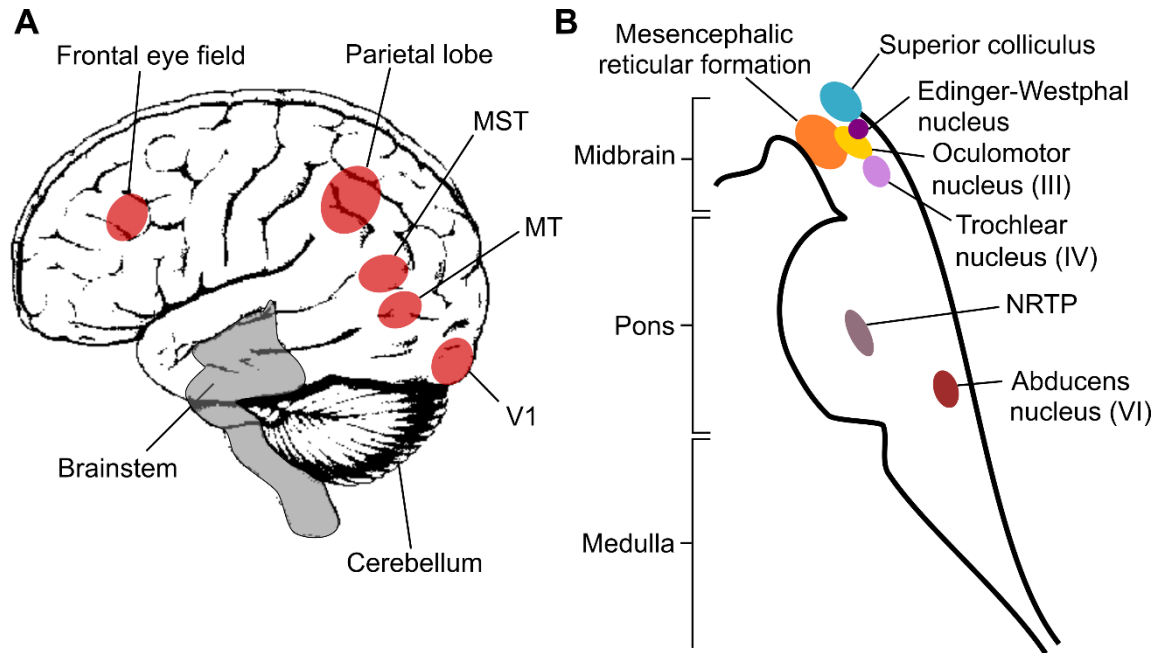 A
Frontal eye field
Parietal lobe
MST
MT
V1
Brainstem
Cerebellum
B
Mesencephalic
reticular formation
Superior colliculus
Edinger-Westphal
nucleus
Oculomotor
nucleus (III)
Trochlear
nucleus (IV)
NRTP
Abducens
nucleus (VI)
Midbrain
Pons
Medulla